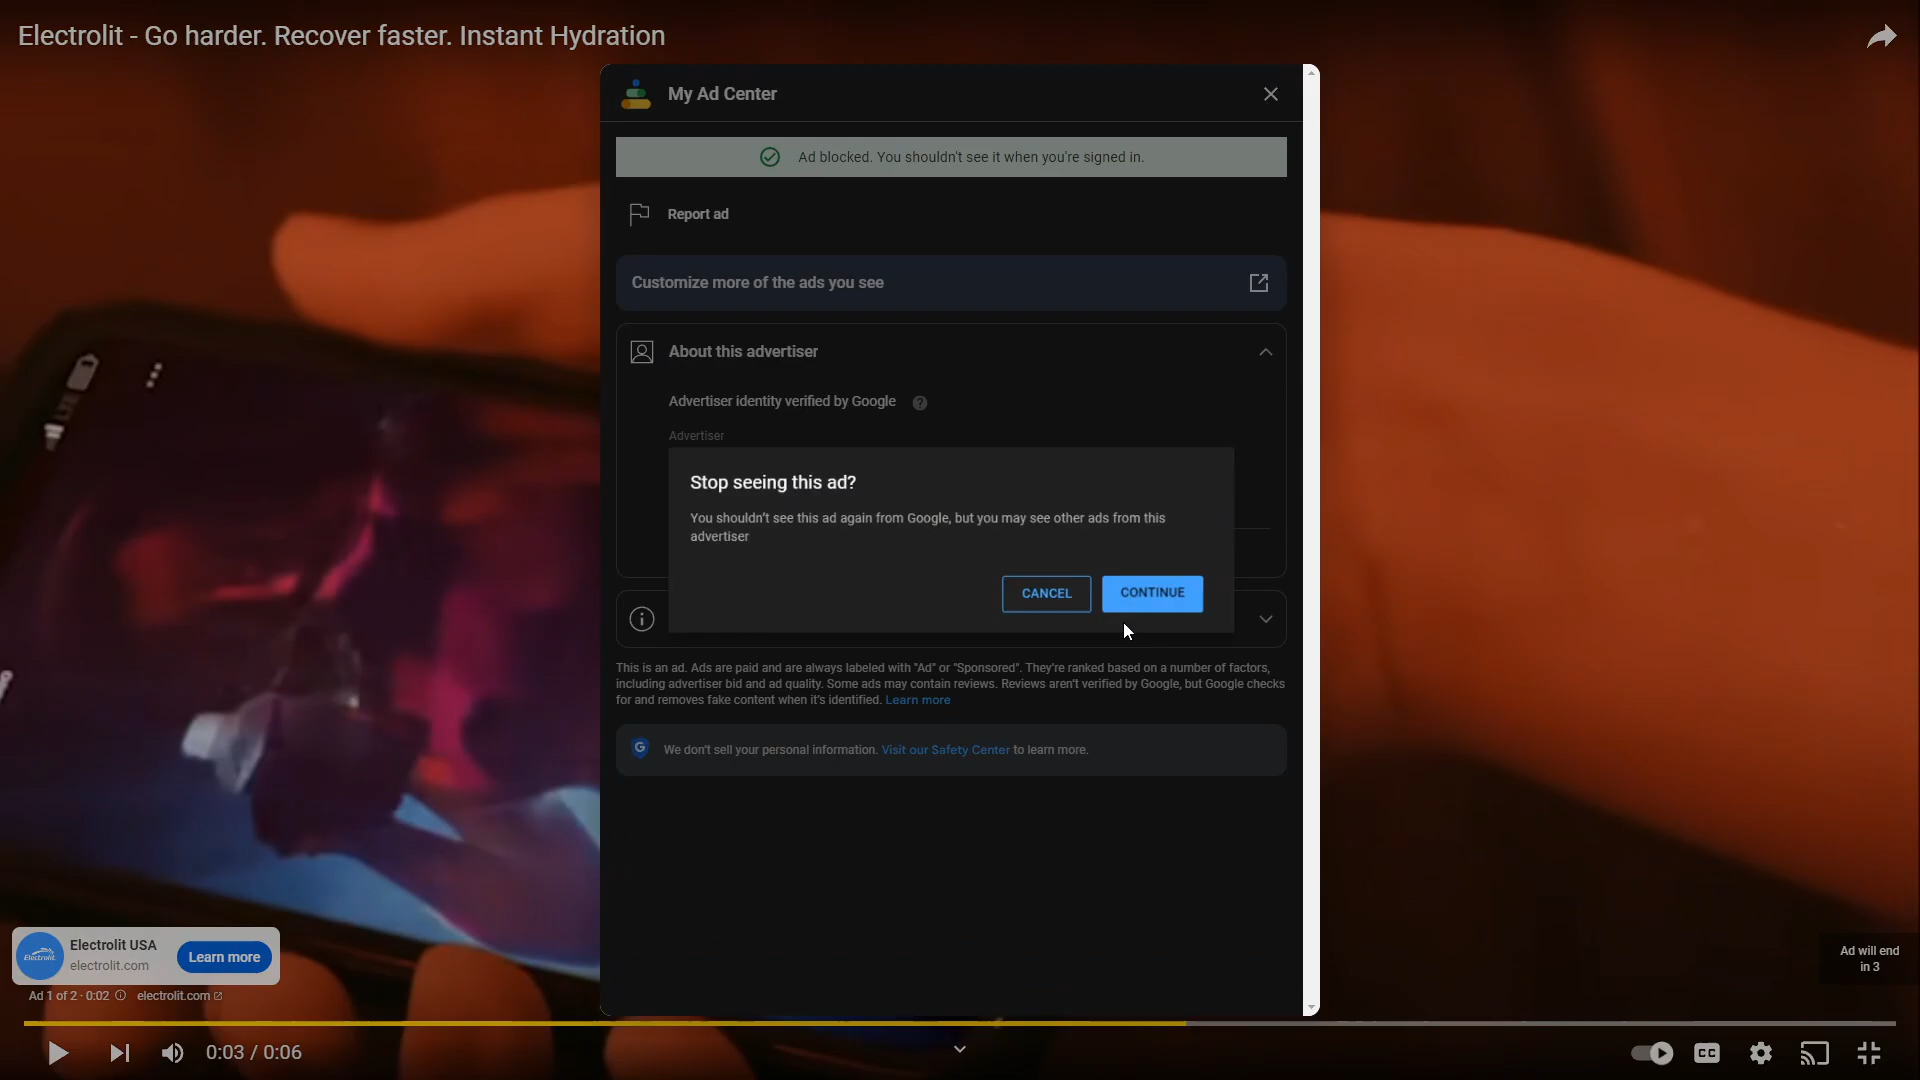 Electrolit - Go harder. Recover faster. Instant Hydration
My Ad Center
Ad blocked. You shouldn't see it when you're signed in.
Report ad
Customize more of the ads you see
About this advertiser
Advertiser identity verified by Google
Advertiser
Stop seeing this ad?
You shouldn't see this ad again from Google, but you may see other ads from this
advertiser
CANCEL
CONTINUE
This is an ad. Ads are paid and are always labeled with "Ad" or "Sponsored". They're ranked based on a number of factors,
including advertiser bid and ad quality. Some ads may contain reviews. Reviews aren't verified by Google, but Google checks
for and removes fake content when it's identified. Learn more
We don't sell your personal information. Visit our Safety Center to learn more.
LTE
Electrolit
Electrolit USA
electrolit.com
Learn more
Ad 1 of 2 · 0:02
electrolit.com
Ad will end
in 3
0:03 / 0:06
CC